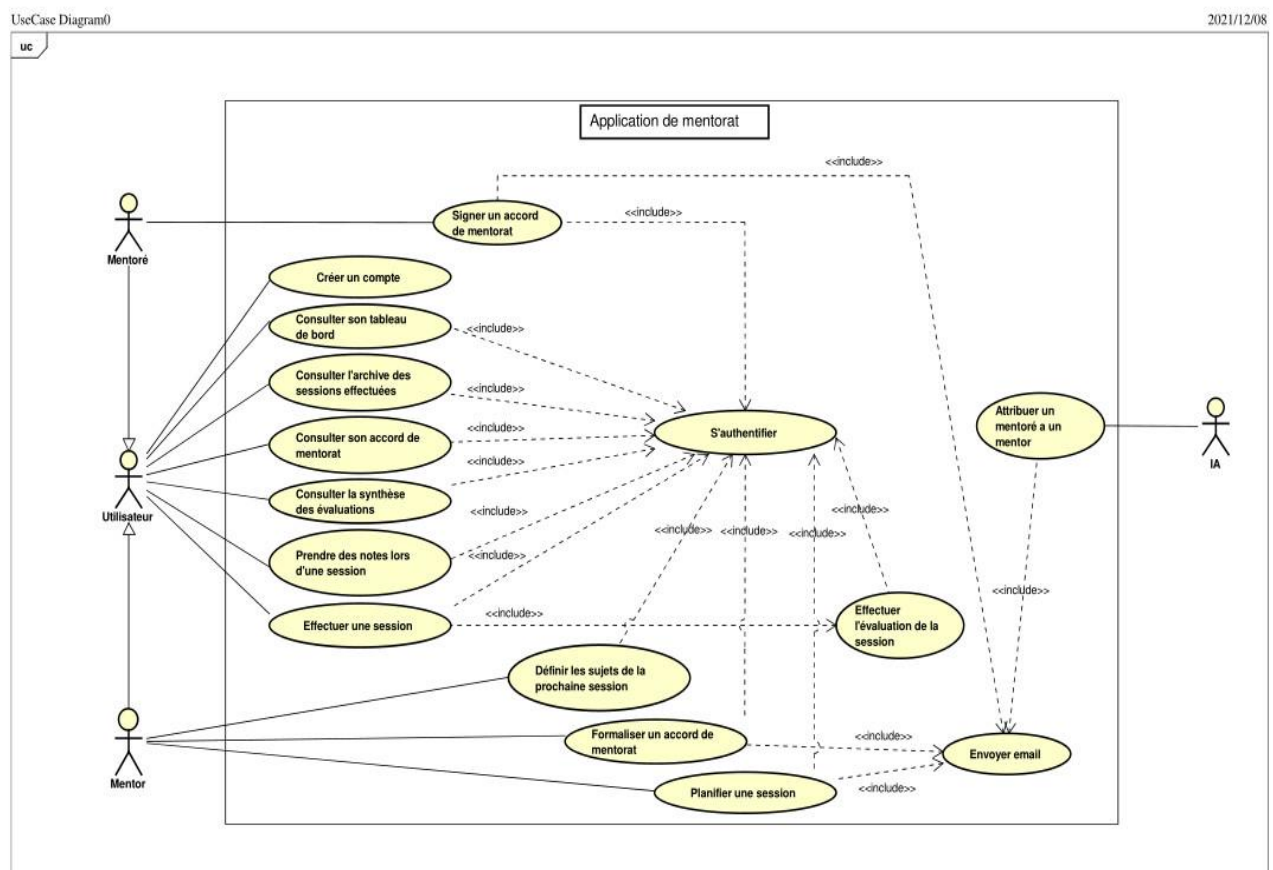 UseCase Diagram0
2021/12/08
uc
Application de mentorat
<<include>>
Signer un accord
de mentorat
<<include>>
Mentoré
Créer un compte
Consulter son tableau
de bord
<<include>>
Consulter l'archive des
sessions effectuées
<<include>>
Consulter son accord de
mentorat
<<include>>
S'authentifier
Attribuer un
mentoré a un
mentor
IA
Utilisateur
Consulter la synthèse
des évaluations
<<include>>
<<include>>
Prendre des notes lors
d'une session
<<include>>
<<include>>
<<include>>
<<include>>
<<include>>
Effectuer une session
<<include>>
Effectuer
l'évaluation de la
session
<<include>>
Définir les sujets de la
prochaine session
Formaliser un accord de
mentorat
<<include>>
Envoyer email
Mentor
Planifier une session
<<include>>